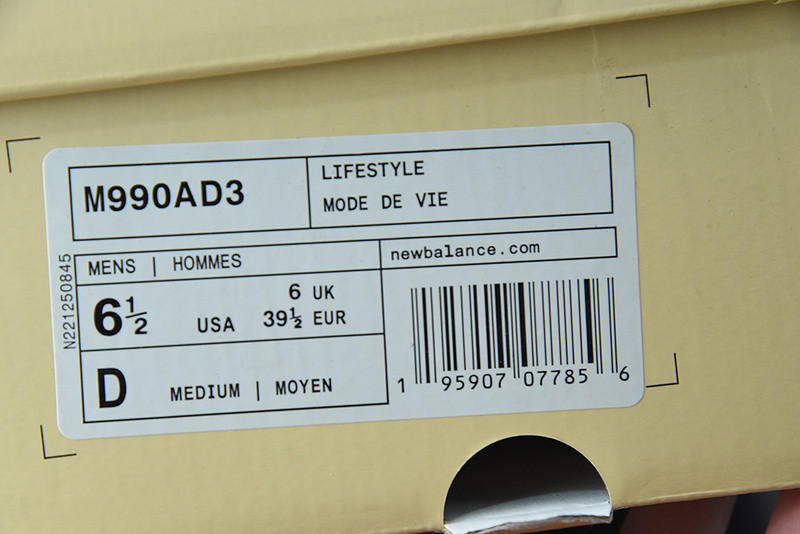 M990AD3
LIFESTYLE
MODE DE VIE
N221250845
MENS | HOMMES
newbalance.com
6½ USA
6 UK
39½ EUR
D MEDIUM | MOYEN
1 95907 07785 6